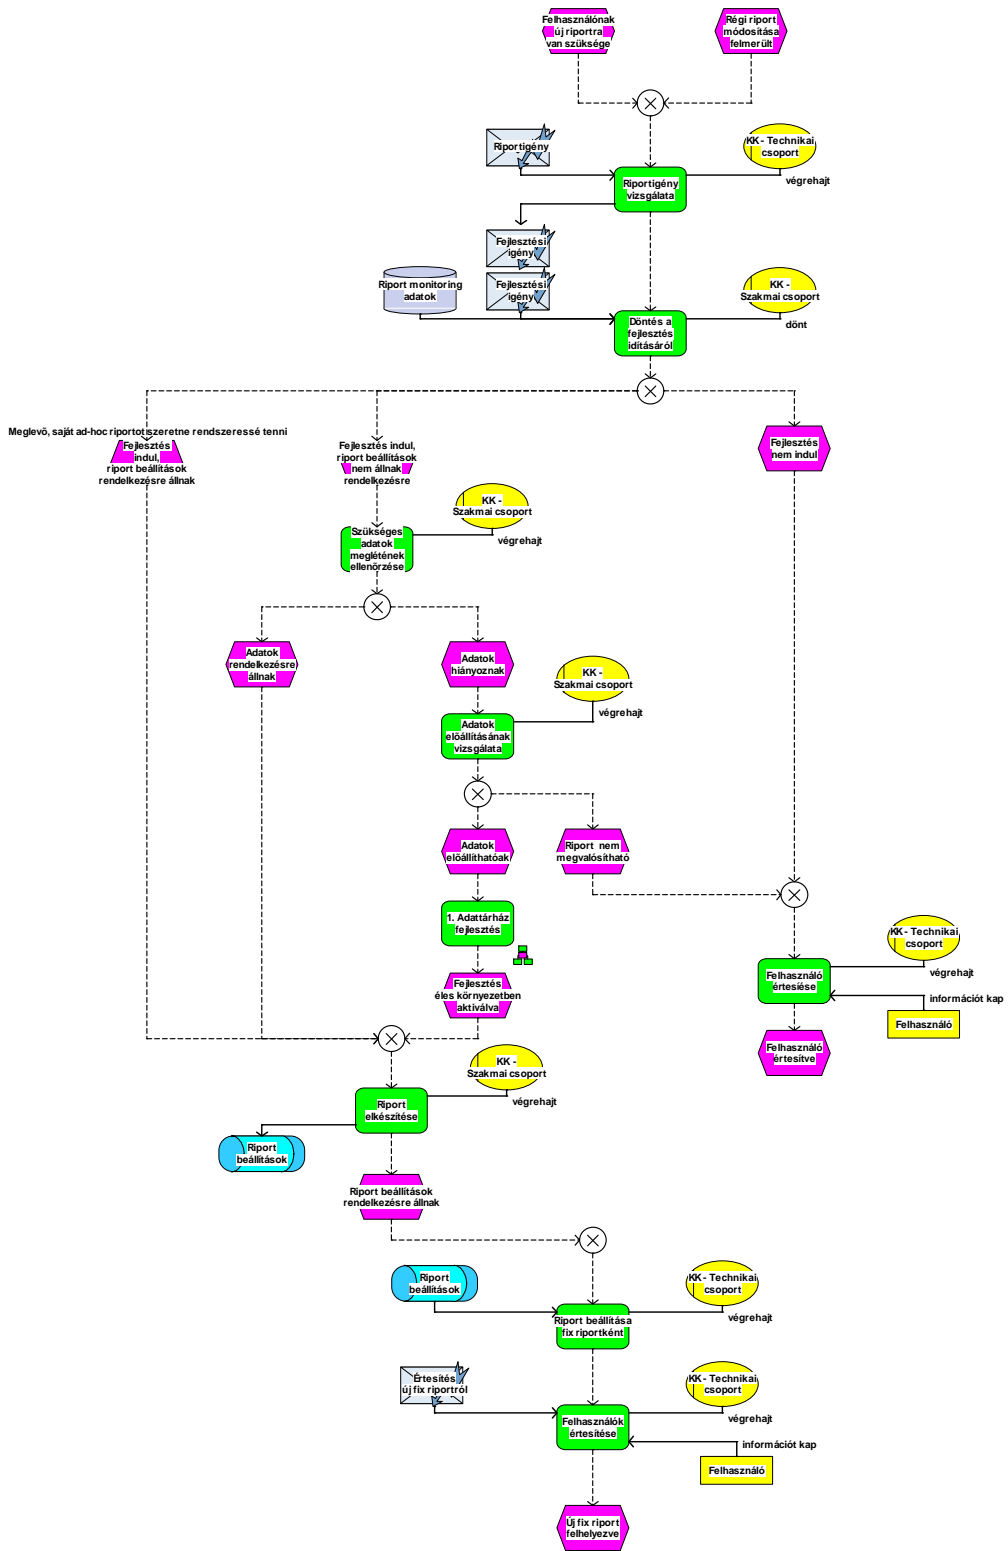 Felhasználónak
új riportra
van szüksége
Régi riport
módosítása
felmerült
Riportigény
KK - Technikai
csoport
végrehajt
Riportigény
vizsgálata
Fejlesztési
igény
Riport monitoring
adatok
Fejlesztési
igény
KK -
Szakmai csoport
dönt
Döntés a
fejlesztés
idításáról
Meglevő, saját ad-hoc riportot szeretne rendszeressé tenni
Fejlesztés
indul,
riport beállítások
rendelkezésre állnak
Fejlesztés indul,
riport beállítások
nem állnak
rendelkezésre
Fejlesztés
nem indul
KK -
Szakmai csoport
végrehajt
Szükséges
adatok
meglétének
ellenőrzése
Adatok
rendelkezésre
állnak
Adatok
hiányoznak
KK -
Szakmai csoport
végrehajt
Adatok
előállításának
vizsgálata
Adatok
előállíthatóak
Riport nem
megvalósítható
1. Adattárház
fejlesztés
KK - Technikai
csoport
végrehajt
Felhasználó
értesíése
információt kap
Felhasználó
Fejlesztés
éles környezetben
aktiválva
Felhasználó
értesítve
KK -
Szakmai csoport
végrehajt
Riport
elkészítése
Riport
beállítások
Riport beállítások
rendelkezésre állnak
Riport
beállítások
KK - Technikai
csoport
végrehajt
Riport beállítása
fix riportként
Értesítés
új fix riportról
KK - Technikai
csoport
végrehajt
Felhasználók
értesítése
információt kap
Felhasználó
Új fix riport
felhelyezve